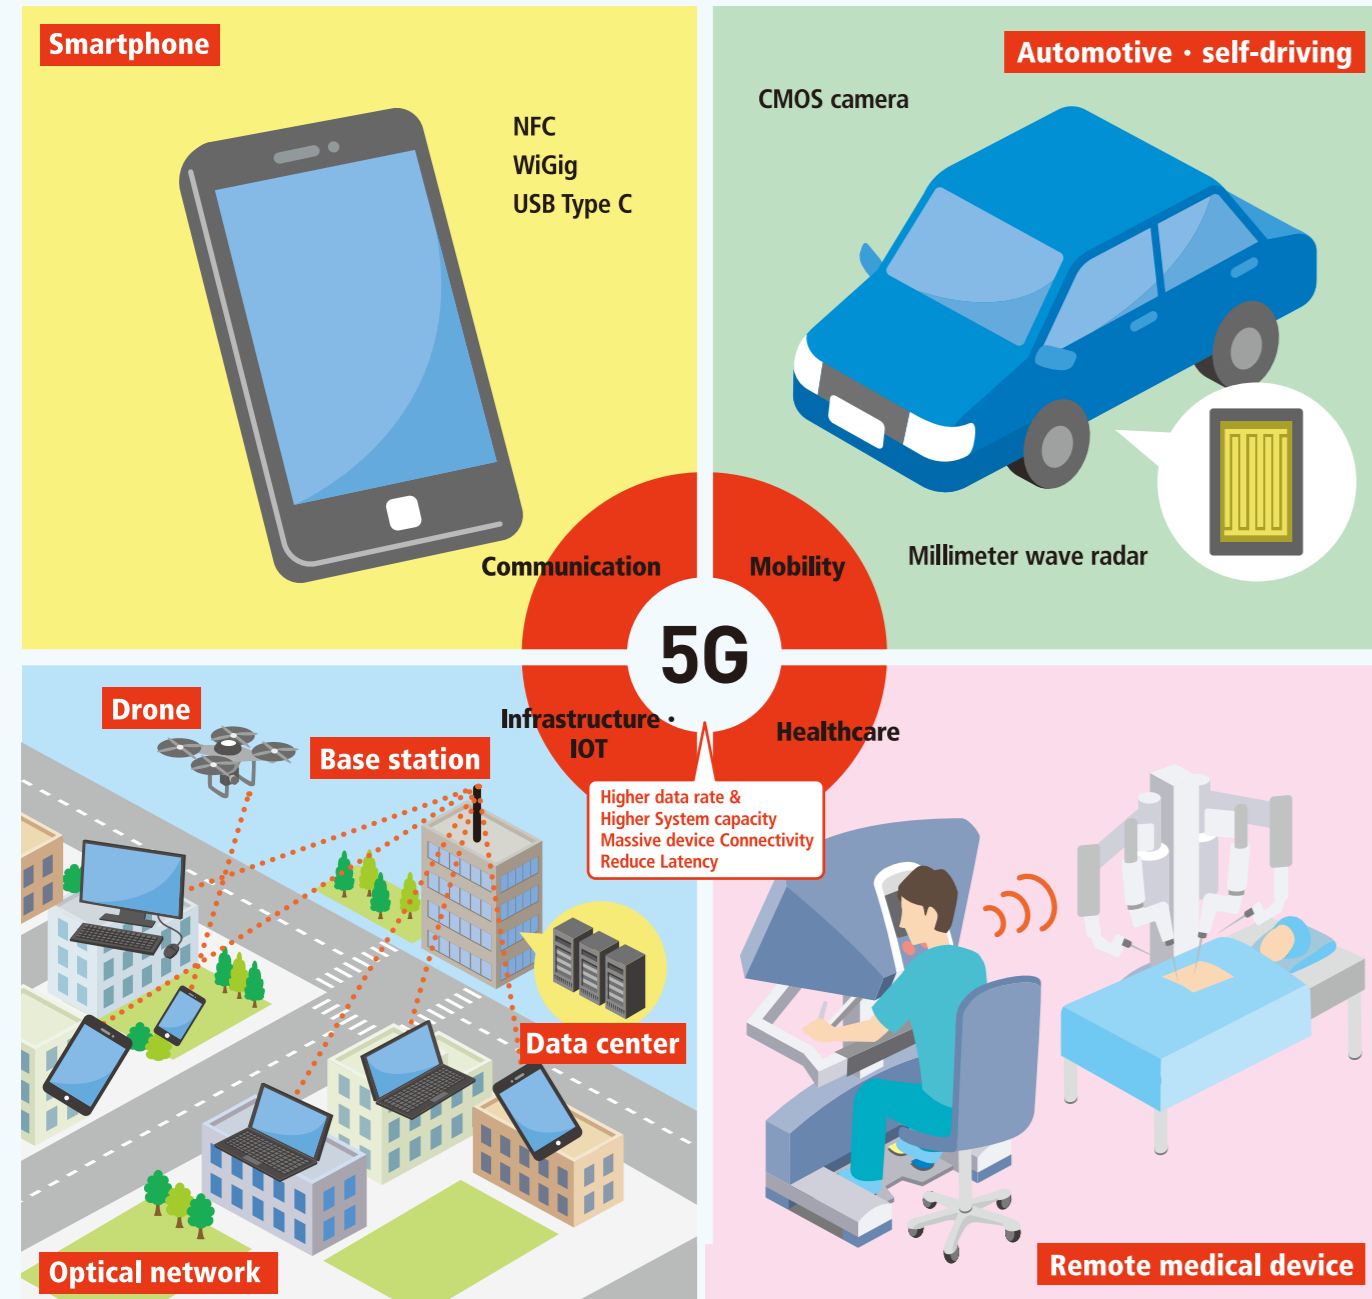 Smartphone
NFC
WiGig
USB Type C
Automotive・self-driving
CMOS camera
Millimeter wave radar
Communication
Mobility
5G
Infrastructure・
IOT
Healthcare
Higher data rate &
Higher System capacity
Massive device Connectivity
Reduce Latency
Drone
Base station
Data center
Optical network
Remote medical device